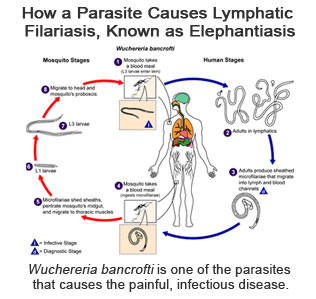 How a Parasite Causes Lymphatic
Filariasis, Known as Elephantiasis
Wuchereria bancrofti
Mosquito Stages
Human Stages
1 Mosquito takes
a blood meal
(L3 larvae enter skin)
8 Migrate to head and
mosquito's proboscis
7 L3 larvae
2 Adults in lymphatics
6
L1 larvae
3 Adults produce sheathed
microfilariae that migrate
into lymph and blood
channels
4 Mosquito takes
a blood meal
(ingests microfilariae)
5 Microfilariae shed sheaths,
penetrate mosquito's midgut,
and migrate to thoracic muscles
i = Infective Stage
d = Diagnostic Stage
Wuchereria bancrofti is one of the parasites
that causes the painful, infectious disease.